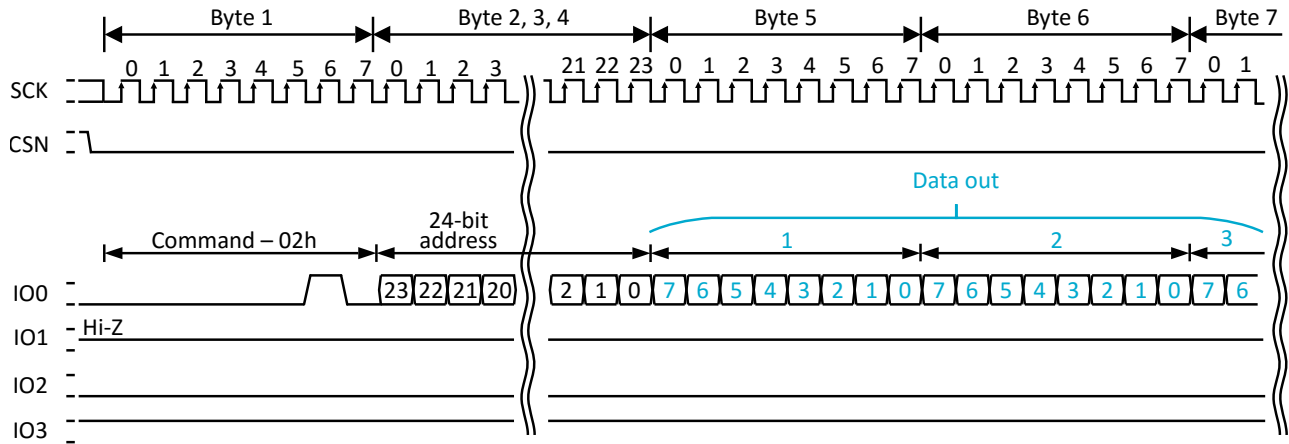 Byte 1 Byte 2, 3, 4 Byte 5 Byte 6 Byte 7
0 1 2 3 4 5 6 7 0 1 2 3 21 22 23 0 1 2 3 4 5 6 7 0 1 2 3 4 5 6 7 0 1
SCK
CSN
Data out
24-bit
Command – 02h address 1 2 3
IO0 23 22 21 20 2 1 0 7 6 5 4 3 2 1 0 7 6 5 4 3 2 1 0 7 6
Hi-Z
IO1
IO2
IO3